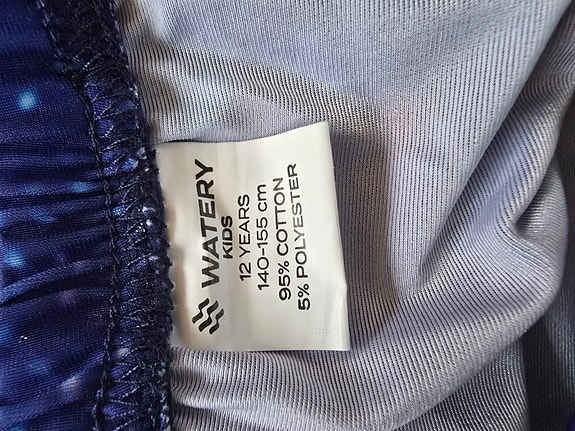 WATERY
KIDS
12 YEARS
140-155 cm
95% COTTON
5% POLYESTER